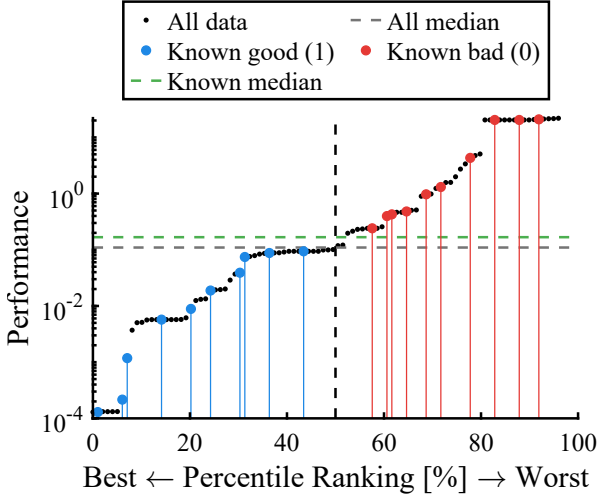 All data
All median
Known good (1)
Known bad (0)
Known median
Performance
10^0
10^-2
10^-4
0
20
40
60
80
100
Best ← Percentile Ranking [%] → Worst